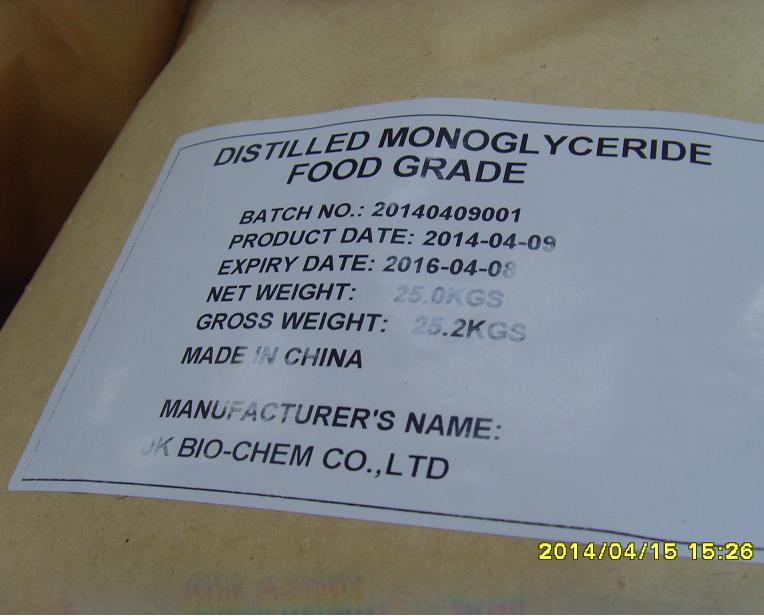 DISTILLED MONOGLYCERIDE
FOOD GRADE
BATCH NO.: 20140409001
PRODUCT DATE: 2014-04-09
EXPIRY DATE: 2016-04-08
NET WEIGHT: 25.0KGS
GROSS WEIGHT: 25.2KGS
MADE IN CHINA
MANUFACTURER'S NAME:
JK BIO-CHEM CO.,LTD
2014/04/15 15:26